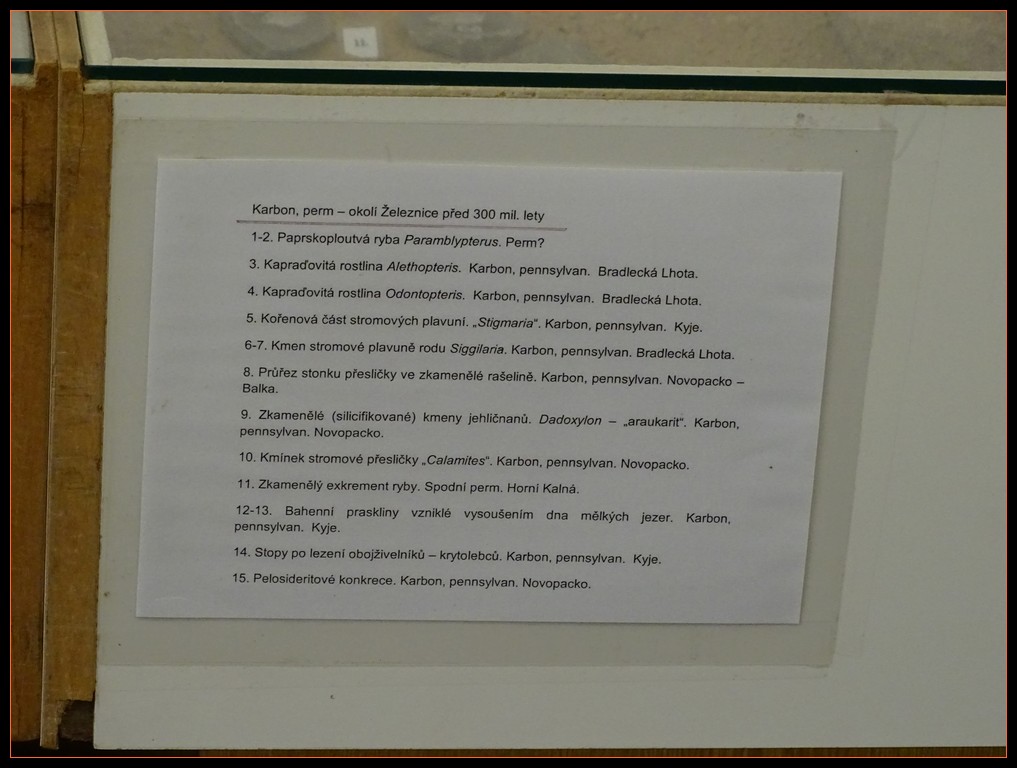 11.
Karbon, perm – okolí Železnice před 300 mil. lety
1-2. Paprskoploutvá ryba Paramblypterus. Perm?
3. Kapraďovitá rostlina Alethopteris. Karbon, pennsylvan. Bradlecká Lhota.
4. Kapraďovitá rostlina Odontopteris. Karbon, pennsylvan. Bradlecká Lhota.
5. Kořenová část stromových plavuní. „Stigmaria“. Karbon, pennsylvan. Kyje.
6-7. Kmen stromové plavuně rodu Siggilaria. Karbon, pennsylvan. Bradlecká Lhota.
8. Průřez stonku přesličky ve zkamenělé rašelině. Karbon, pennsylvan. Novopacko –
Balka.
9. Zkamenělé (silicifikované) kmeny jehličnanů. Dadoxylon – „araukarit“. Karbon,
pennsylvan. Novopacko.
10. Kmínek stromové přesličky „Calamites“. Karbon, pennsylvan. Novopacko.
11. Zkamenělý exkrement ryby. Spodní perm. Horní Kalná.
12-13. Bahenní praskliny vzniklé vysoušením dna mělkých jezer. Karbon,
pennsylvan. Kyje.
14. Stopy po lezení obojživelníků – krytolebců. Karbon, pennsylvan. Kyje.
15. Pelosideritové konkrece. Karbon, pennsylvan. Novopacko.